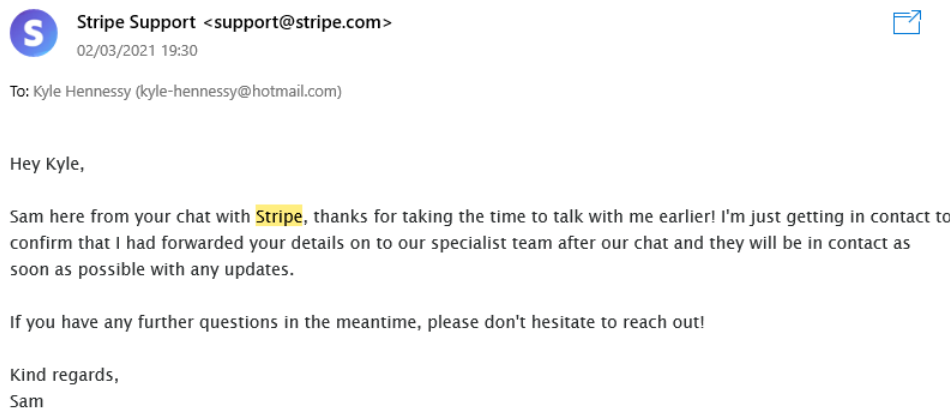 S
Stripe Support <support@stripe.com>
02/03/2021 19:30
To: Kyle Hennessy (kyle-hennessy@hotmail.com)
Hey Kyle,
Sam here from your chat with Stripe, thanks for taking the time to talk with me earlier! I'm just getting in contact to
confirm that I had forwarded your details on to our specialist team after our chat and they will be in contact as
soon as possible with any updates.
If you have any further questions in the meantime, please don't hesitate to reach out!
Kind regards,
Sam